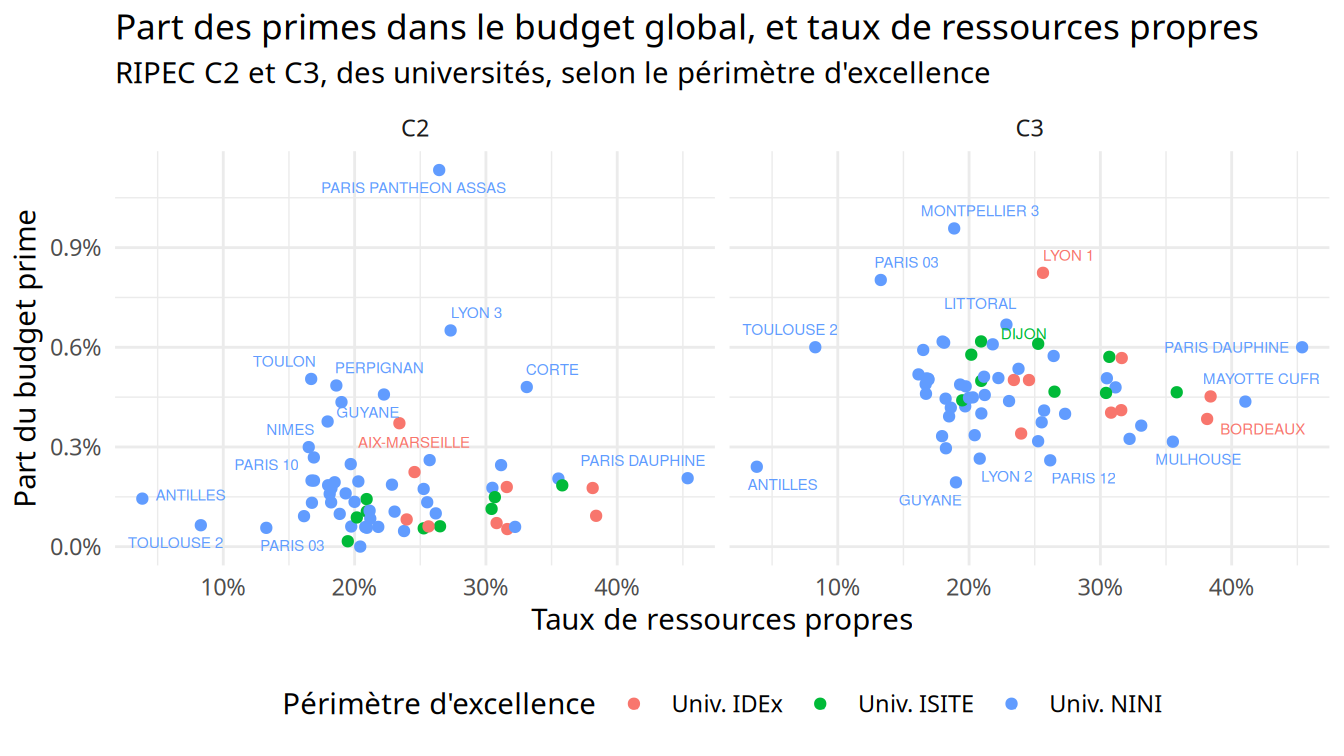 Part des primes dans le budget global, et taux de ressources propres
RIPEC C2 et C3, des universités, selon le périmètre d'excellence
C2
C3
Part du budget prime
0.9%
0.6%
0.3%
0.0%
PARIS PANTHEON ASSAS
LYON 3
TOULON
PERPIGNAN
CORTE
GUYANE
NIMES
AIX-MARSEILLE
PARIS 10
PARIS DAUPHINE
ANTILLES
TOULOUSE 2
PARIS 03
MONTPELLIER 3
LYON 1
PARIS 03
LITTORAL
TOULOUSE 2
DIJON
PARIS DAUPHINE
MAYOTTE CUFR
BORDEAUX
MULHOUSE
LYON 2
PARIS 12
ANTILLES
GUYANE
10%
20%
30%
40%
10%
20%
30%
40%
Taux de ressources propres
Périmètre d'excellence
Univ. IDEx
Univ. ISITE
Univ. NINI